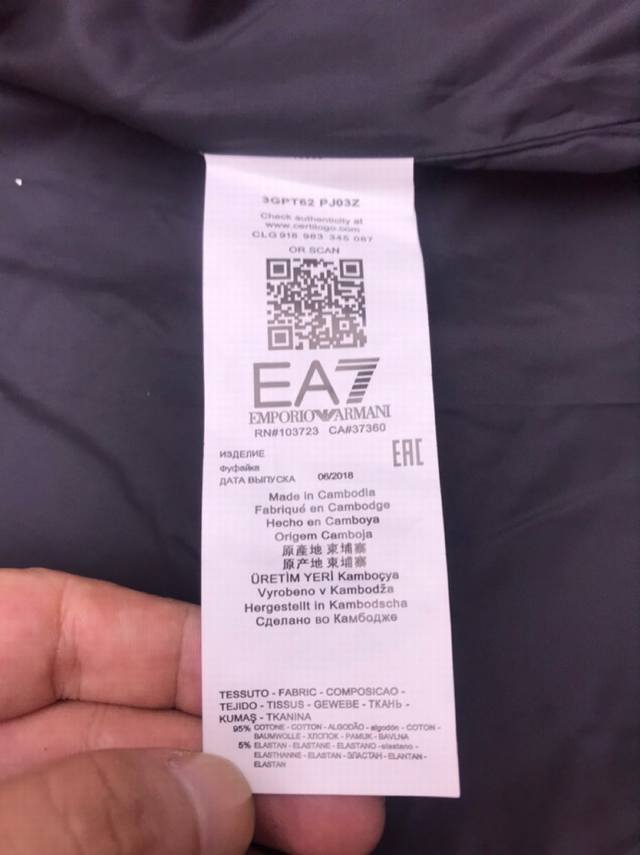 3GPT62 PJ03Z
Check authenticity at
www.certilogo.com
CLG 918 983 345 087
OR SCAN
EA7
EMPORIO ARMANI
RN#103723 CA#37360
EAC
ИЗДЕЛИЕ
Фуфайка
ДАТА ВЫПУСКА 06/2018
Made in Cambodia
Fabriqué en Cambodge
Hecho en Camboya
Origem Camboja
原產地 柬埔寨
原产地 柬埔寨
ÜRETİM YERİ Kamboçya
Vyrobeno v Kambodža
Hergestellt in Kambodscha
Сделано во Камбодже
TESSUTO - FABRIC - COMPOSICAO -
TEJIDO - TISSUS - GEWEBE - ТКАНЬ -
KUMAŞ - TKANINA
95% COTONE - COTTON - ALGODÃO - algodón - COTON -
BAUMWOLLE - ХЛОПОК - PAMUK - BAVLNA
5% ELASTAN - ELASTANE - ELASTANO - elastano -
ELASTHANNE - ELASTAN - ЭЛАСТАН - ELANTAN -
ELASTAN